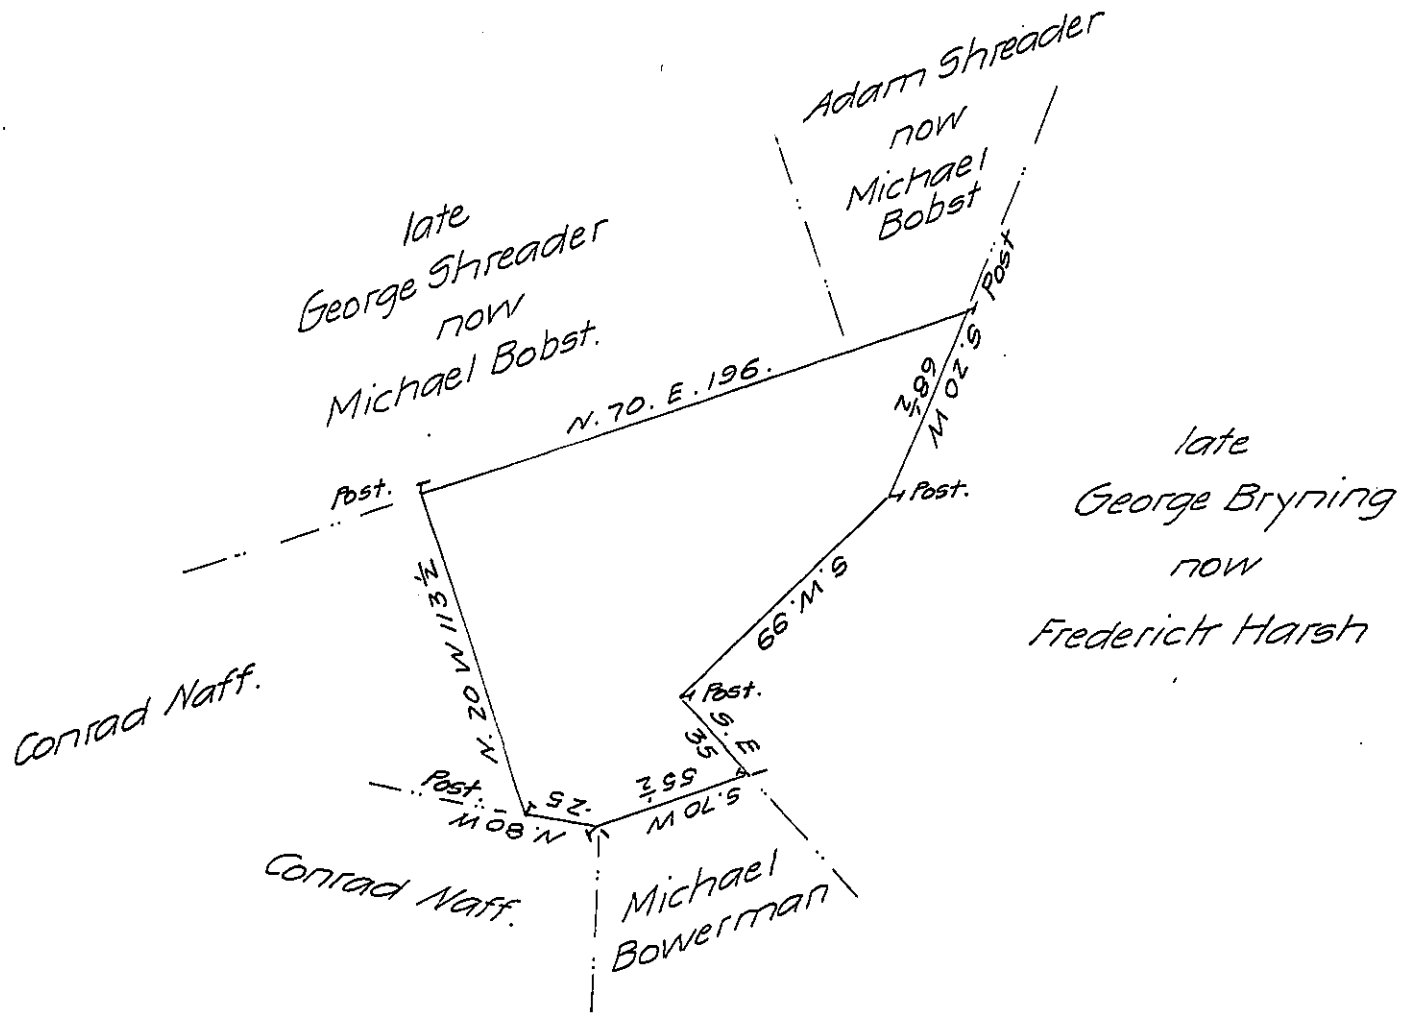 Adam Shreader
now
Michael
Bobst
late
George Shreader
now
Michael Bobst.
Post
N. 70. E. 196.
S. 20 W
68½
Post.
late
George Bryning
now
Frederick Harsh
Post.
S. W. 99
N. 20 W 113½
Conrad Naff.
Post.
S. E
35
Post.
N. 80 W
25.
S. 70 W
55½
Conrad Naff.
Michael
Bowerman